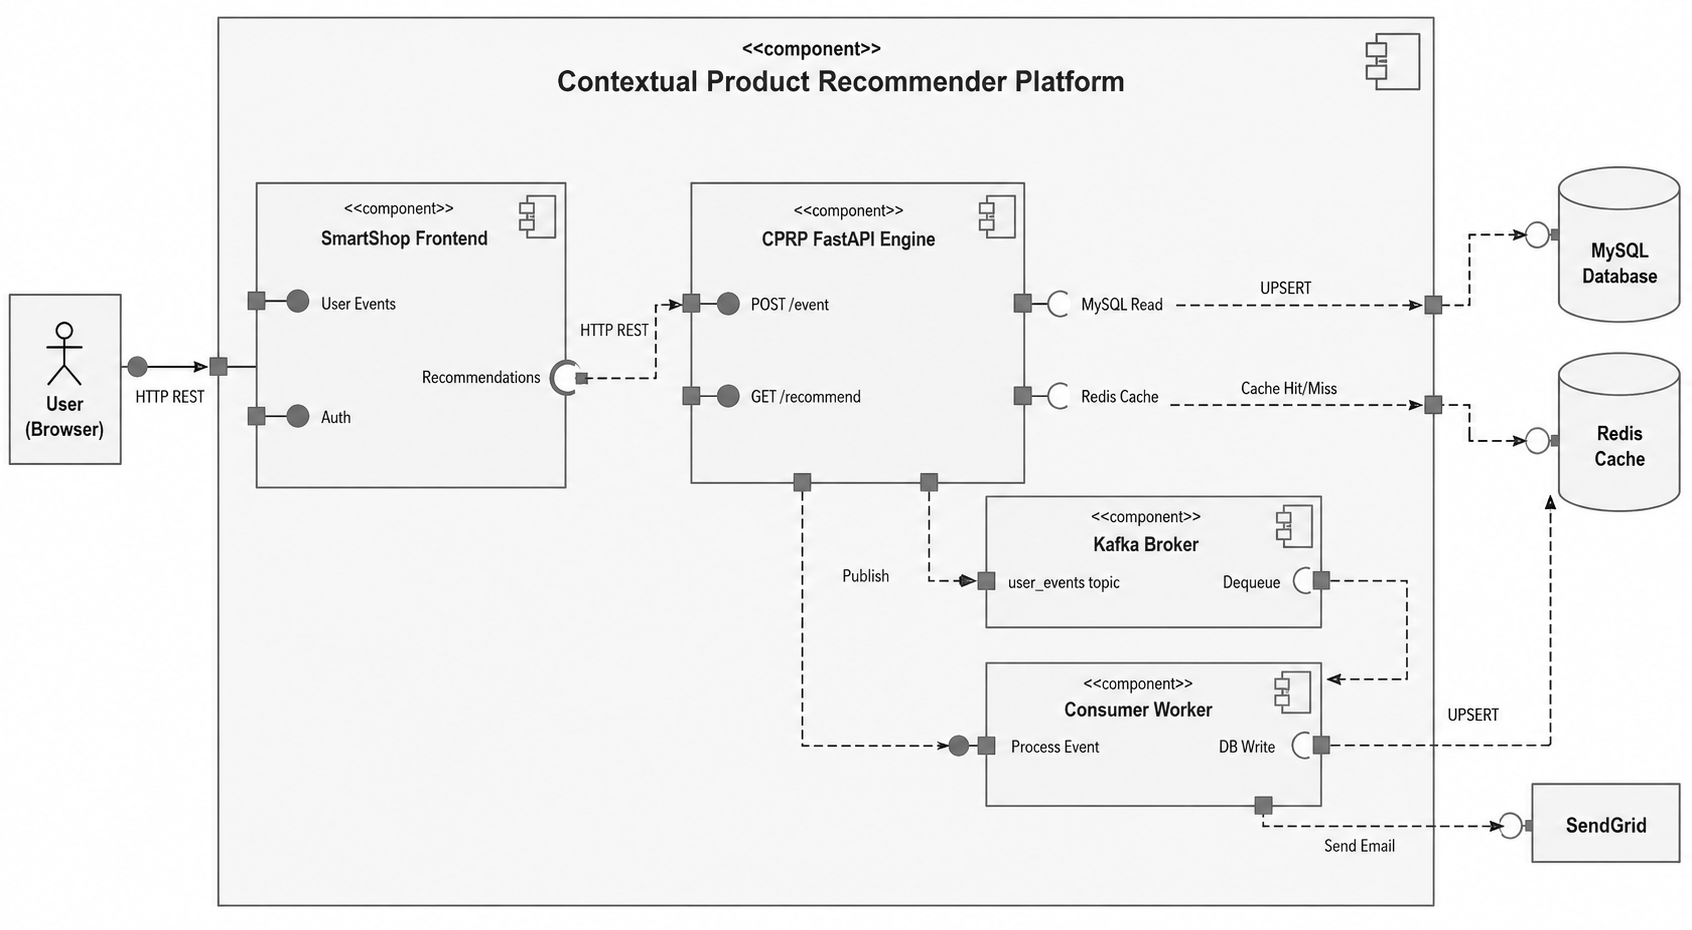 <<component>>
Contextual Product Recommender Platform
<<component>>
SmartShop Frontend
User Events
Recommendations
Auth
User
(Browser)
HTTP REST
HTTP REST
<<component>>
CPRP FastAPI Engine
POST /event
GET /recommend
MySQL Read
Redis Cache
UPSERT
Cache Hit/Miss
MySQL
Database
Redis
Cache
Publish
<<component>>
Kafka Broker
user_events topic
Dequeue
<<component>>
Consumer Worker
Process Event
DB Write
UPSERT
Send Email
SendGrid